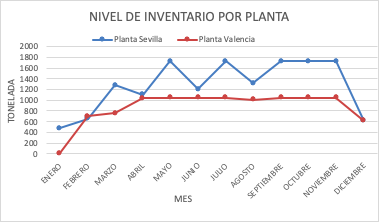 NIVEL DE INVENTARIO POR PLANTA
Planta Sevilla Planta Valencia
TONELADA
2000
1800
1600
1400
1200
1000
800
600
400
200
0
ENERO FEBRERO MARZO ABRIL MAYO JUNIO JULIO AGOSTO SEPTIEMBRE OCTUBRE NOVIEMBRE DICIEMBRE
MES